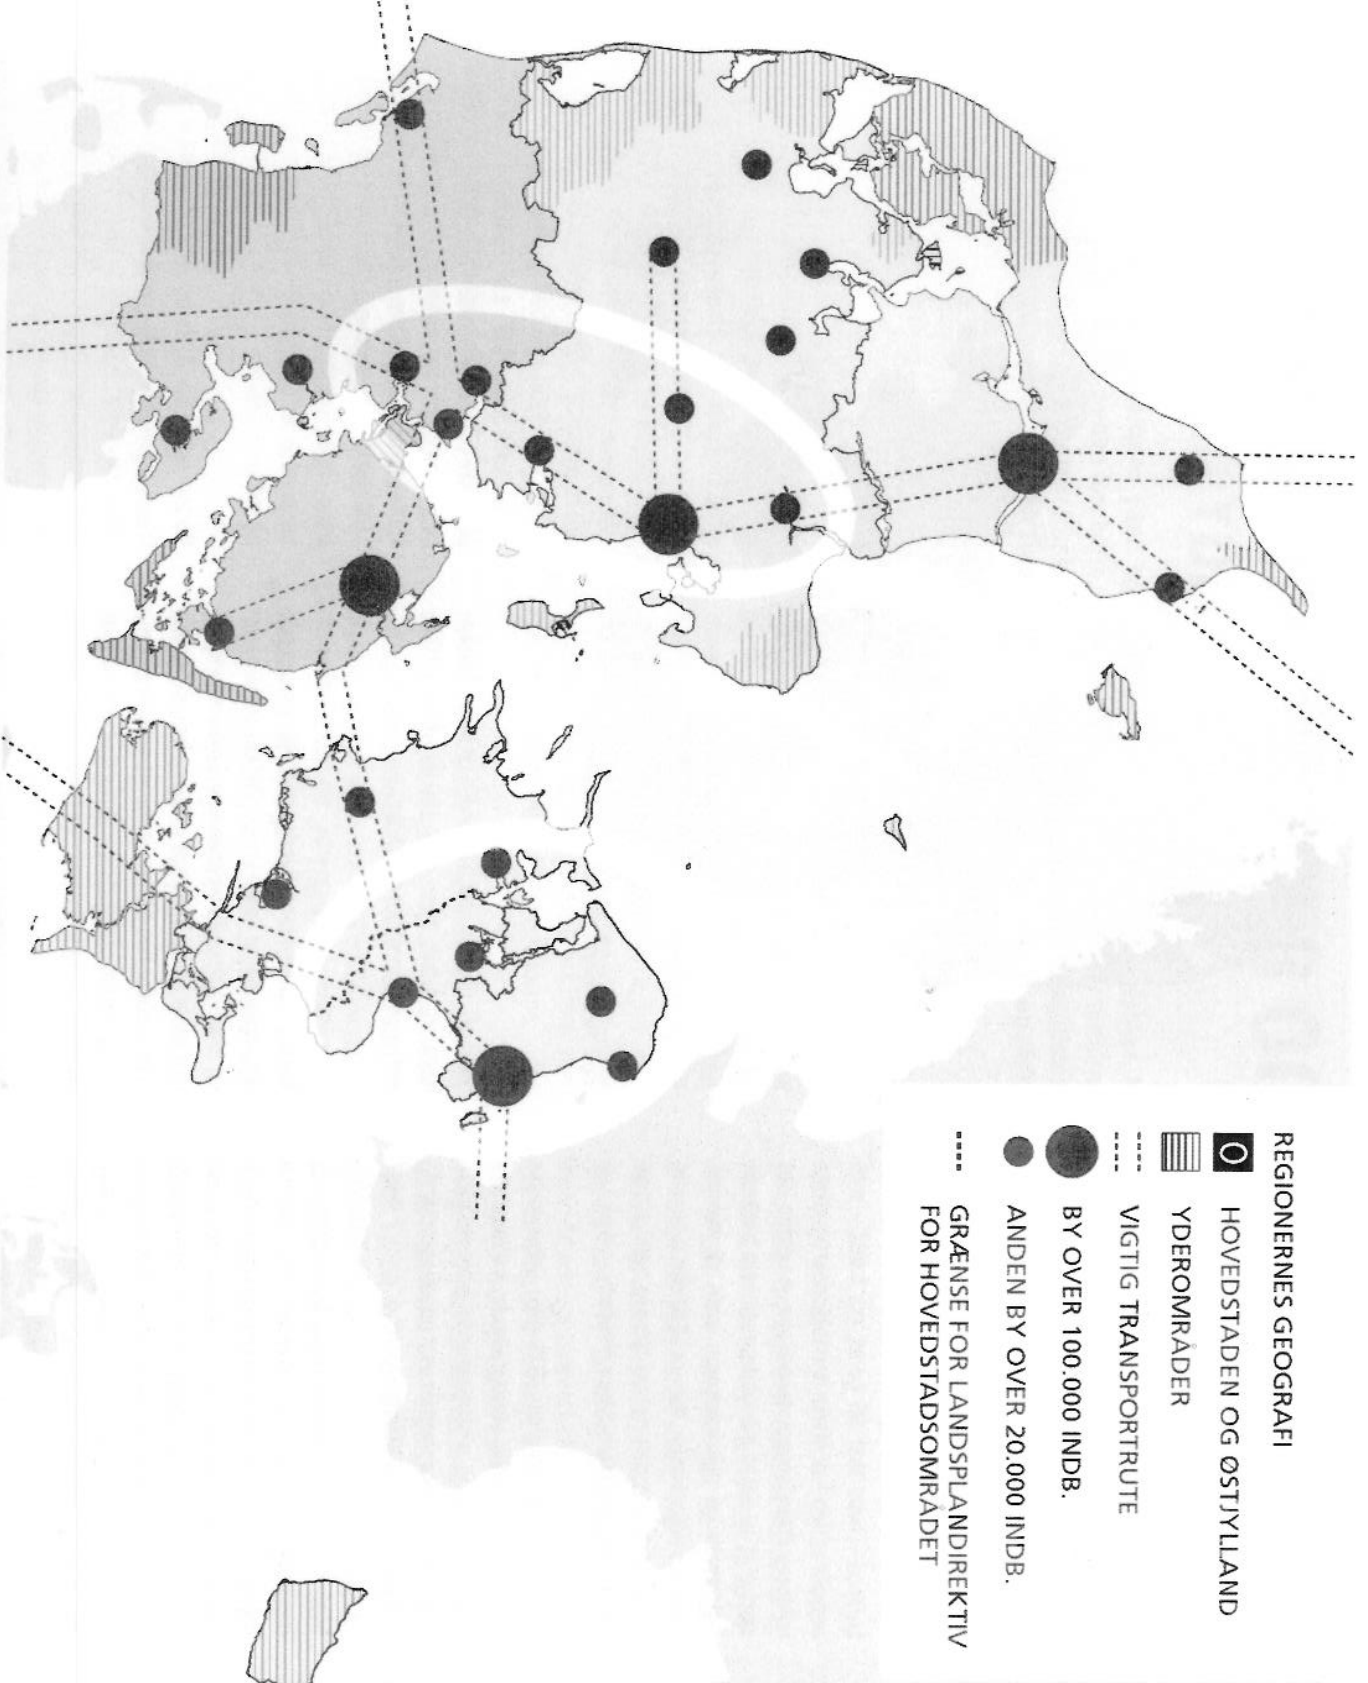 REGIONERNES GEOGRAFI
HOVEDSTADEN OG ØSTJYLLAND
YDEROMRÅDER
VIGTIG TRANSPORTRUTE
BY OVER 100.000 INDB.
ANDEN BY OVER 20.000 INDB.
GRÆNSE FOR LANDSPLANDIREKTIV
FOR HOVEDSTADSOMRÅDET